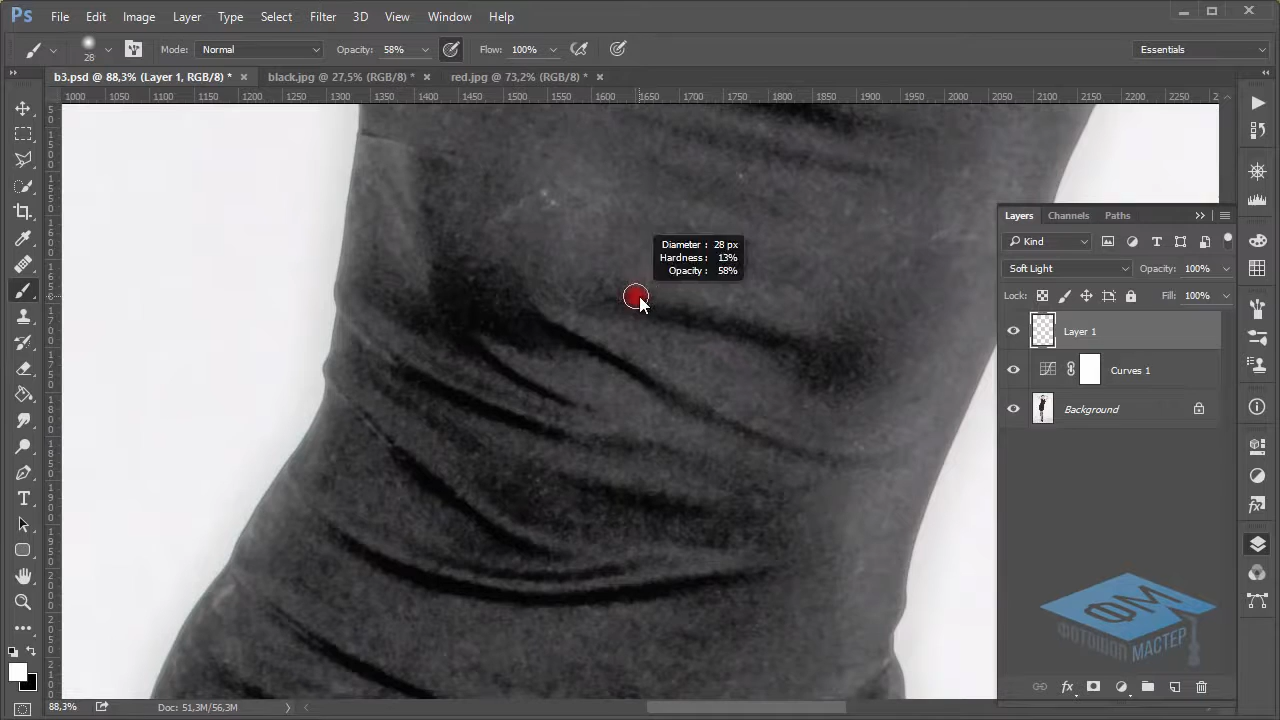 Ps File Edit Image Layer Type Select Filter 3D View Window Help
28 Mode: Normal Opacity: 58% Flow: 100% Essentials
b3.psd @ 88,3% (Layer 1, RGB/8) * × black.jpg @ 27,5% (RGB/8) * × red.jpg @ 73,2% (RGB/8) * ×
1000 1050 1100 1150 1200 1250 1300 1350 1400 1450 1500 1550 1600 1650 1700 1750 1800 1850 1900 1950 2000 2050 2100 2150 2200 2250 2
Layers Channels Paths
Kind
Diameter : 28 px
Hardness : 13%
Opacity : 58%
Soft Light Opacity: 100%
Lock: Fill: 100%
Layer 1
Curves 1
Background
ФМ
ФОТОШОП
МАСТЕР
fx
88,3% Doc: 51,3M/56,3M